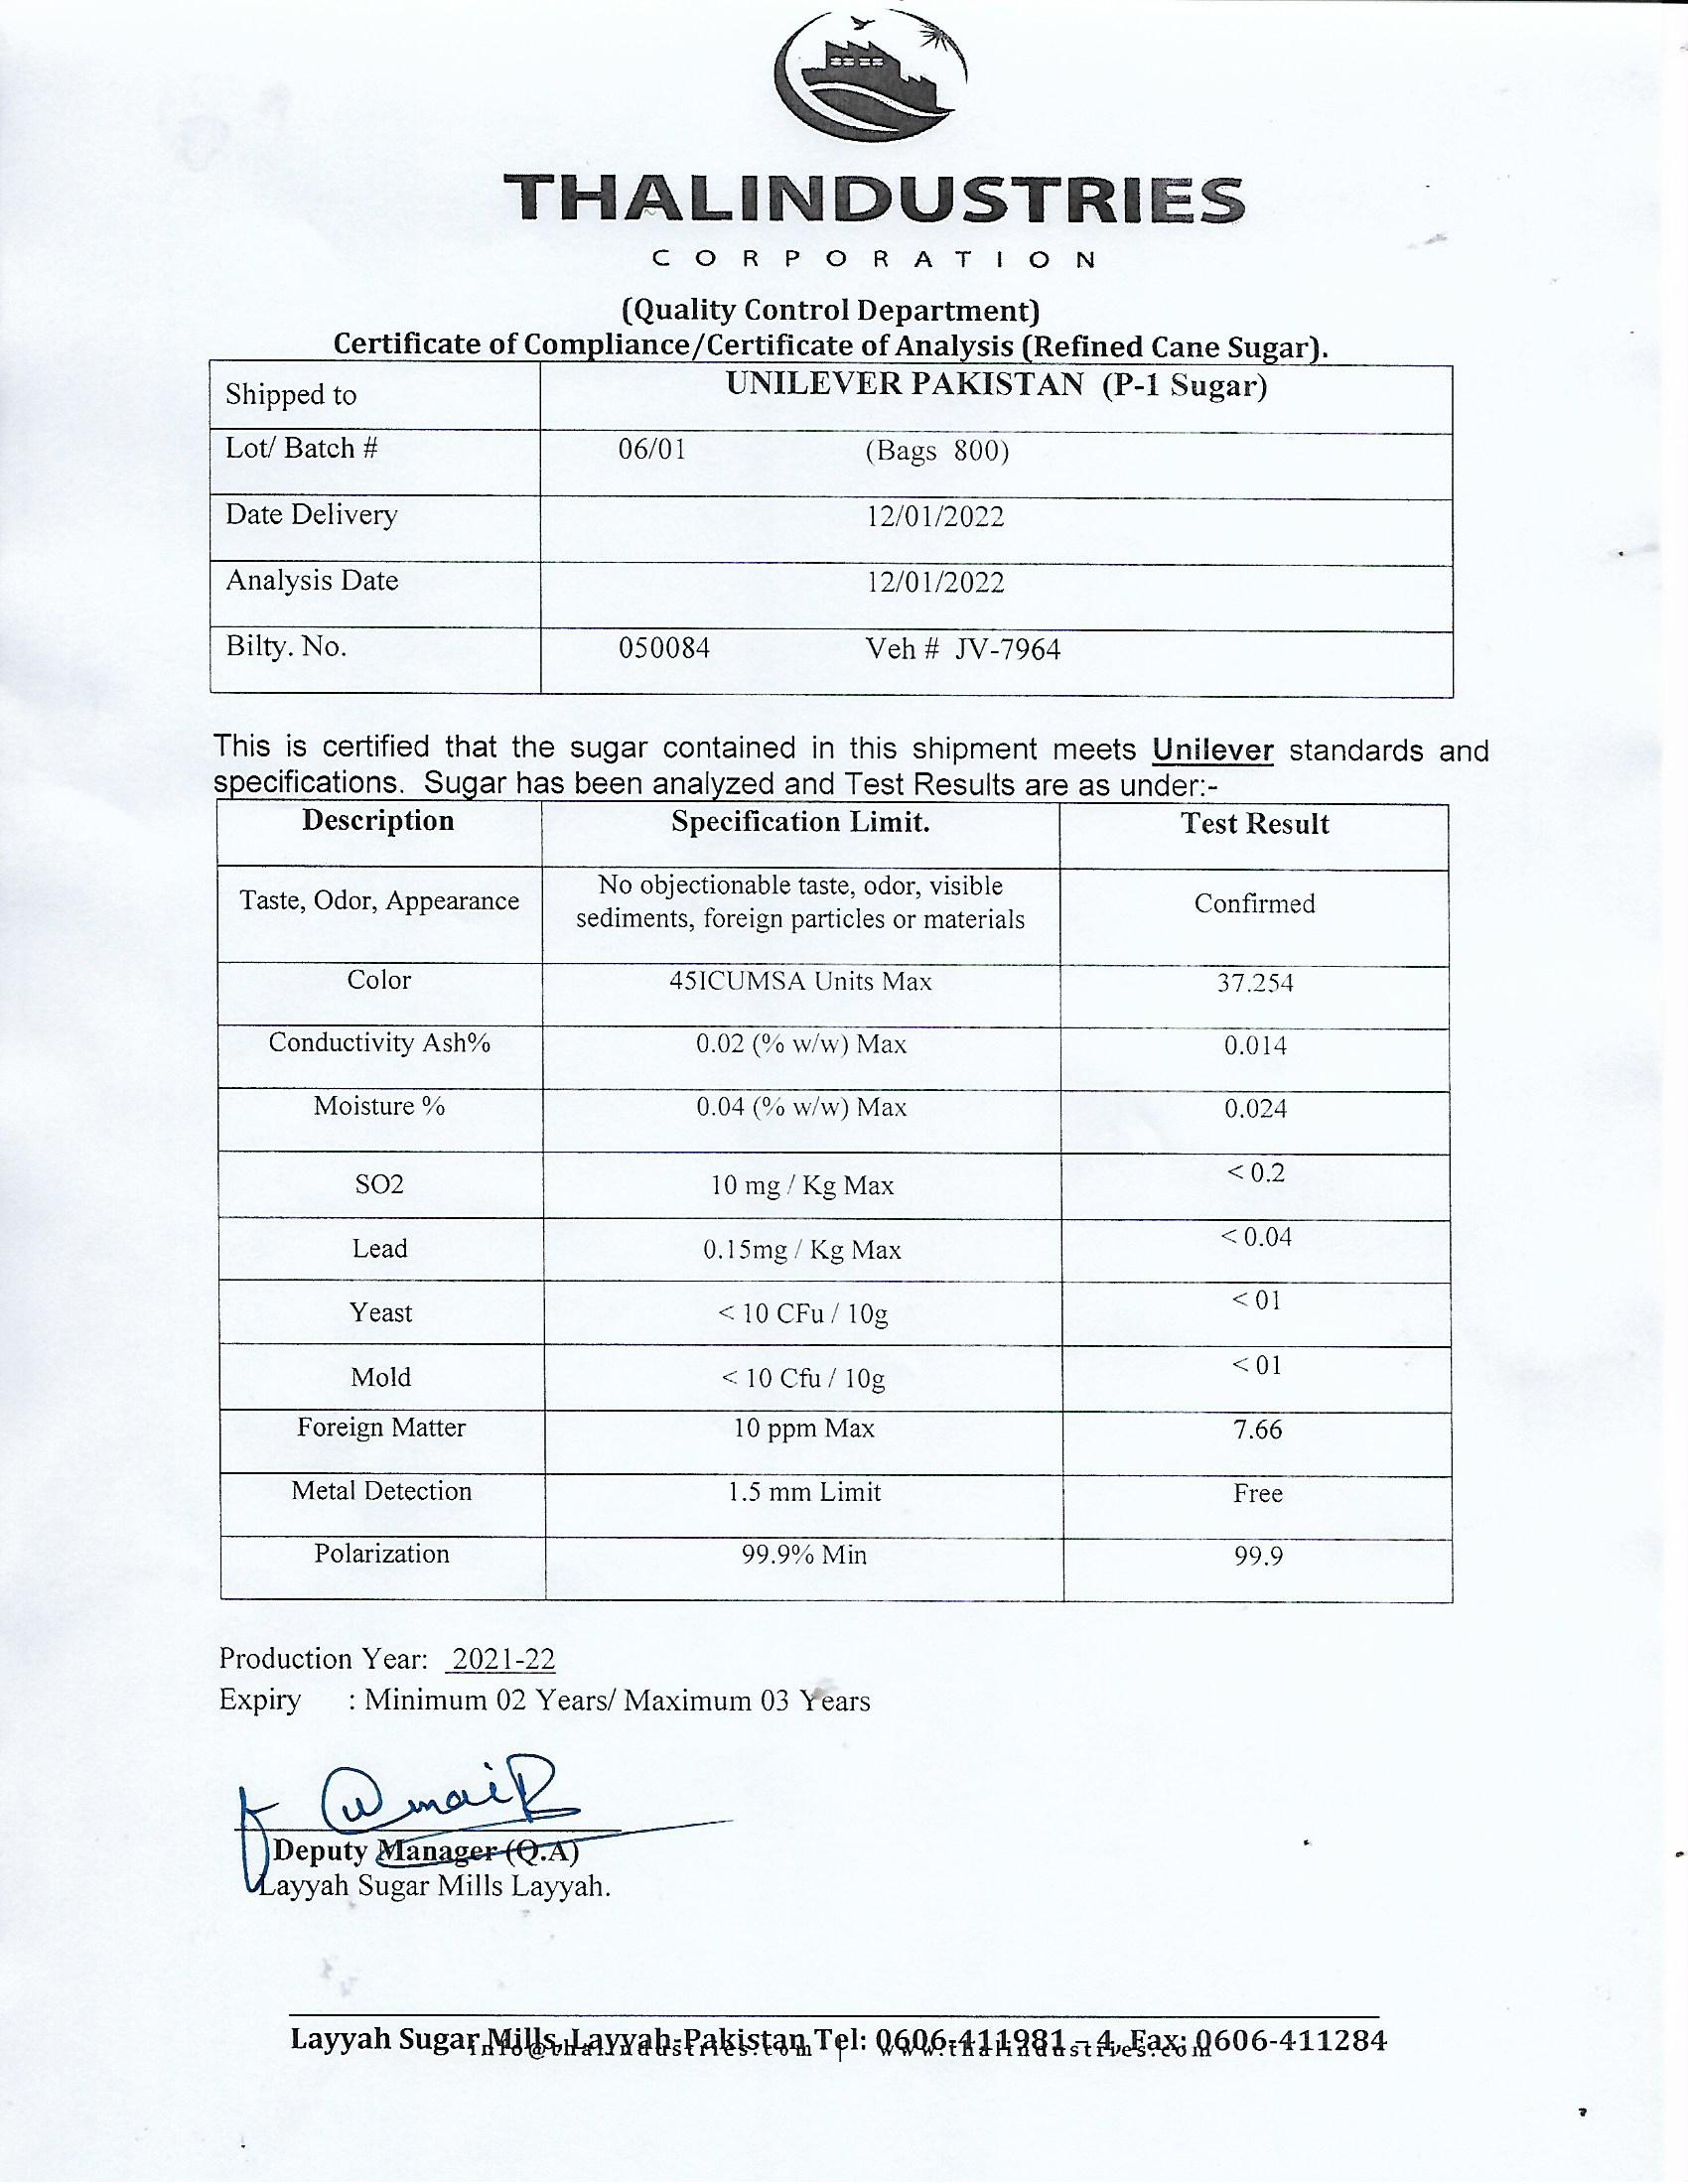 THALINDUSTRIES
CORPORATION
(Quality Control Department)
Certificate of Compliance/Certificate of Analysis (Refined Cane Sugar).
Shipped to UNILEVER PAKISTAN (P-1 Sugar)
Lot/ Batch # 06/01 (Bags 800)
Date Delivery 12/01/2022
Analysis Date 12/01/2022
Bilty. No. 050084 Veh # JV-7964
This is certified that the sugar contained in this shipment meets Unilever standards and
specifications. Sugar has been analyzed and Test Results are as under:-
Description Specification Limit. Test Result
Taste, Odor, Appearance No objectionable taste, odor, visible
sediments, foreign particles or materials Confirmed
Color 45ICUMSA Units Max 37.254
Conductivity Ash% 0.02 (% w/w) Max 0.014
Moisture % 0.04 (% w/w) Max 0.024
SO2 10 mg / Kg Max < 0.2
Lead 0.15mg / Kg Max < 0.04
Yeast < 10 CFu / 10g < 01
Mold < 10 Cfu / 10g < 01
Foreign Matter 10 ppm Max 7.66
Metal Detection 1.5 mm Limit Free
Polarization 99.9% Min 99.9
Production Year: 2021-22
Expiry : Minimum 02 Years/ Maximum 03 Years
Deputy Manager (Q.A)
Layyah Sugar Mills Layyah.
Layyah Sugar Mills, Layyah-Pakistan Tel: 0606-411981 – 4, Fax: 0606-411284
info@thalindustries.com | www.thalindustries.com